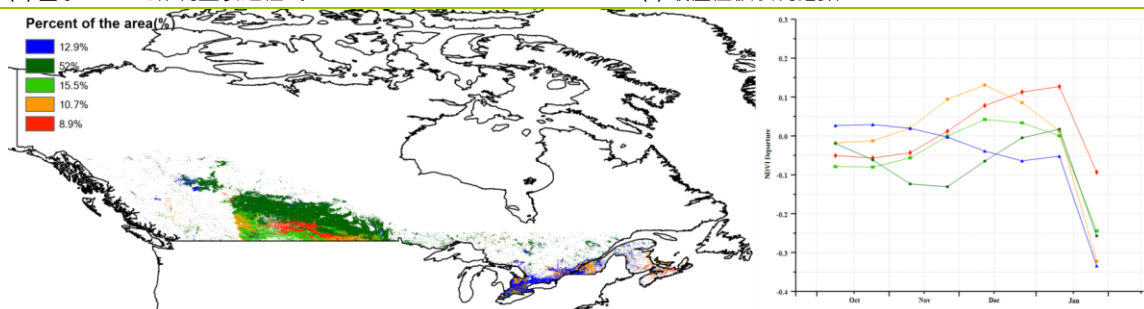 Percent of the area(%)
12.9%
52%
15.5%
10.7%
8.9%
0.3
0.2
0.1
0.0
-0.1
-0.2
-0.3
-0.4
NDVI Departure
Oct
Nov
Dec
Jan